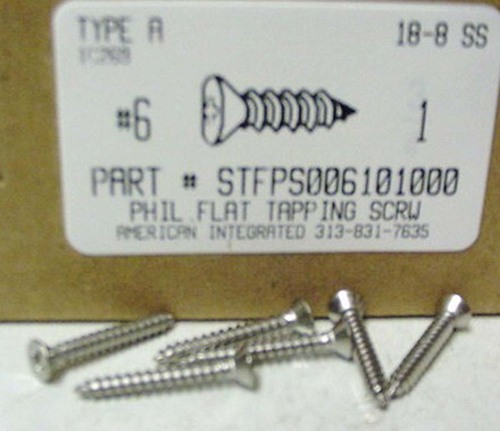 TYPE A 18-8 SS
#6 1
PART # STFPS006101000
PHIL FLAT TAPPING SCRW
AMERICAN INTEGRATED 313-831-7635